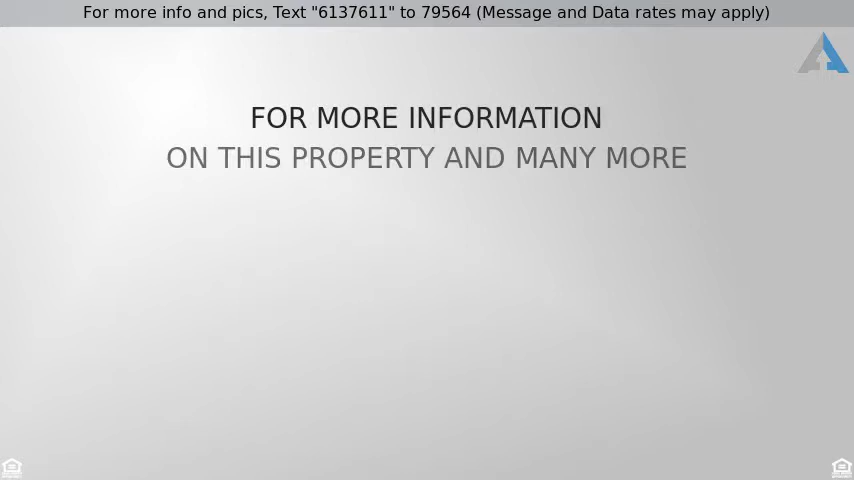 For more info and pics, Text "6137611" to 79564 (Message and Data rates may apply)
FOR MORE INFORMATION
ON THIS PROPERTY AND MANY MORE